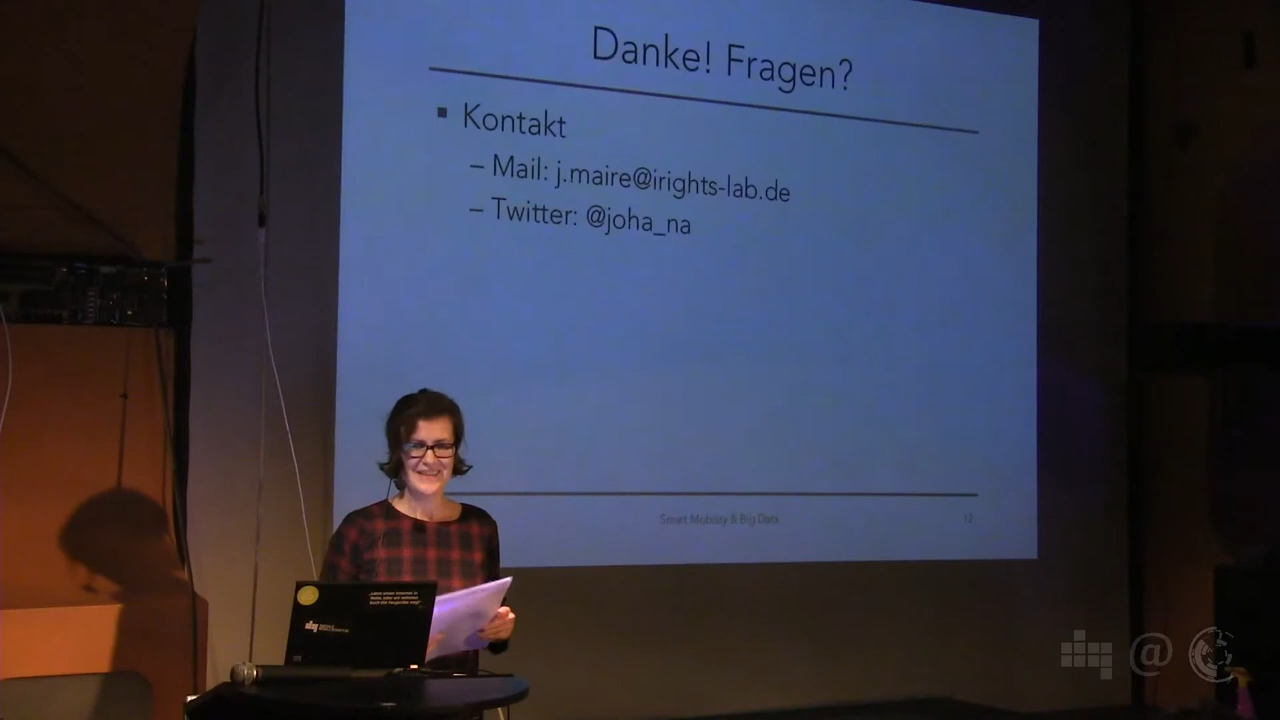 Danke! Fragen?
▪ Kontakt
– Mail: j.maire@irights-lab.de
– Twitter: @joha_na
Smart Mobility & Big Data
12
@